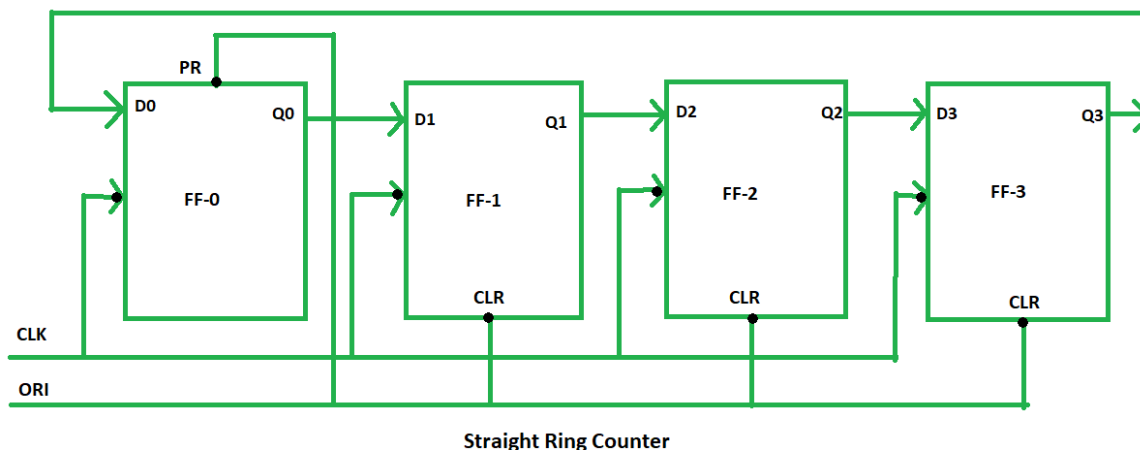 PR
D0
Q0
D1
Q1
D2
Q2
D3
Q3
FF-0
FF-1
FF-2
FF-3
CLR
CLR
CLR
CLK
ORI
Straight Ring Counter